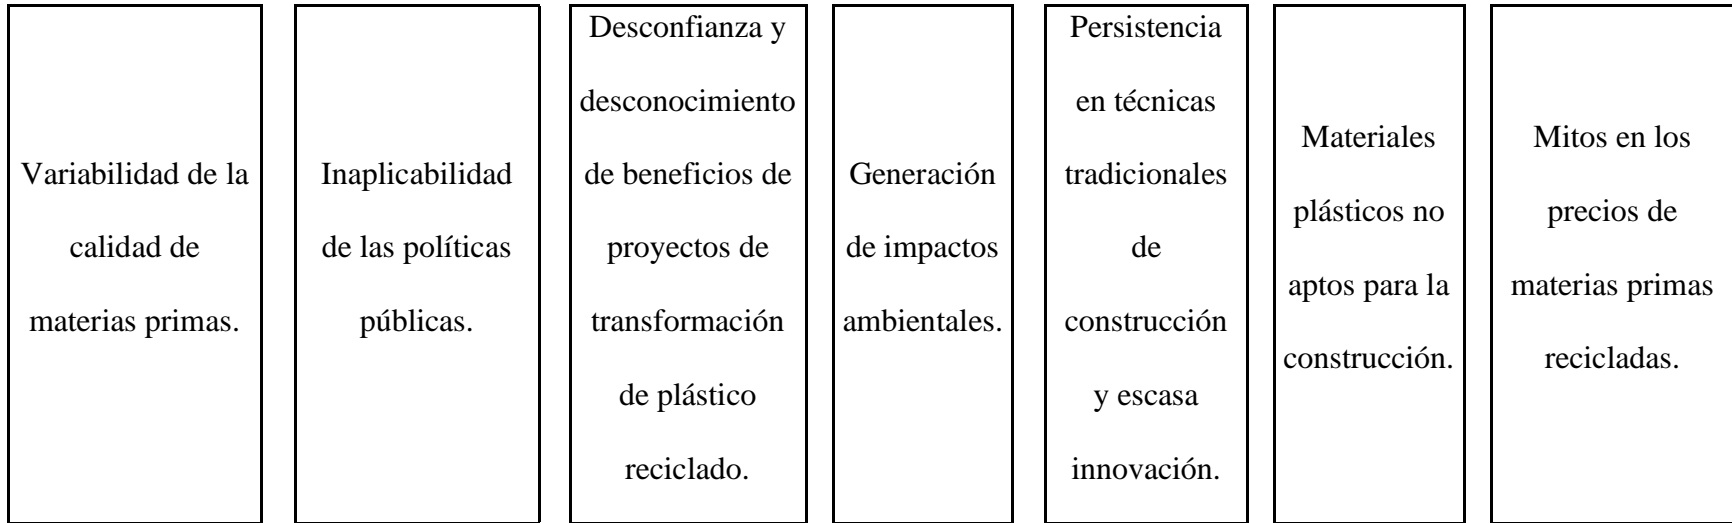 Variabilidad de la
calidad de
materias primas.
Inaplicabilidad
de las políticas
públicas.
Desconfianza y
desconocimiento
de beneficios de
proyectos de
transformación
de plástico
reciclado.
Generación
de impactos
ambientales.
Persistencia
en técnicas
tradicionales
de
construcción
y escasa
innovación.
Materiales
plásticos no
aptos para la
construcción.
Mitos en los
precios de
materias primas
recicladas.